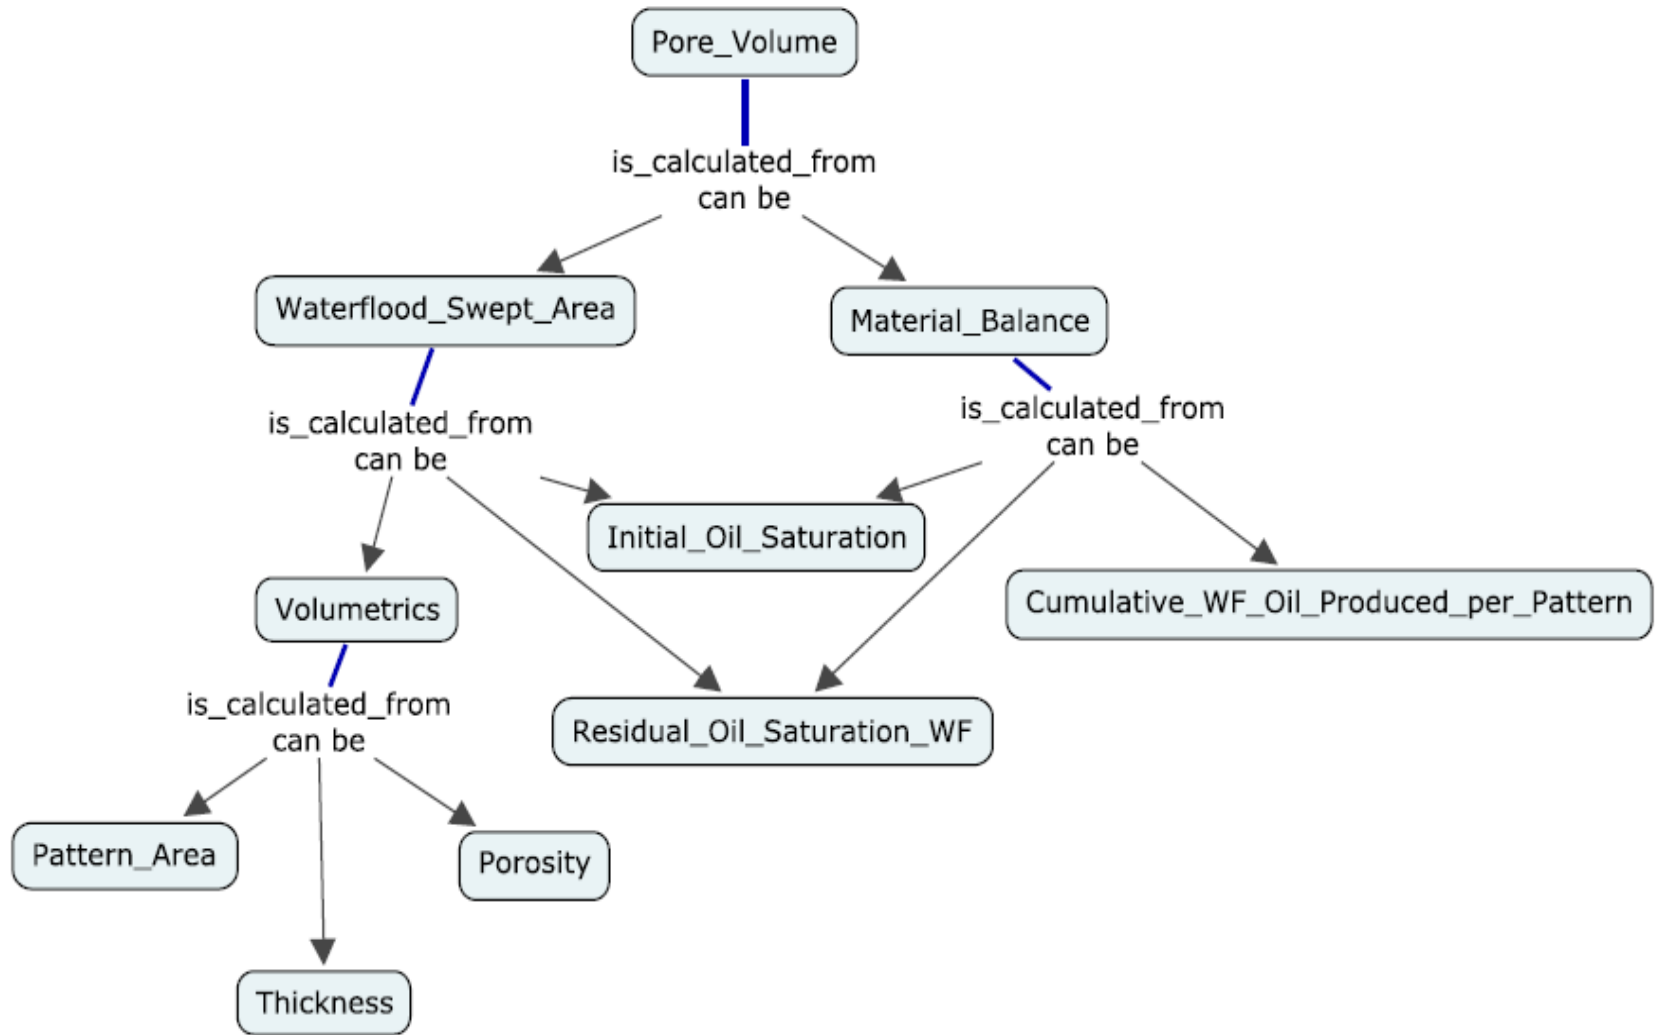 Pore_Volume
is_calculated_from
can be
Waterflood_Swept_Area
Material_Balance
is_calculated_from
can be
is_calculated_from
can be
Initial_Oil_Saturation
Volumetrics
Cumulative_WF_Oil_Produced_per_Pattern
is_calculated_from
can be
Residual_Oil_Saturation_WF
Pattern_Area
Porosity
Thickness